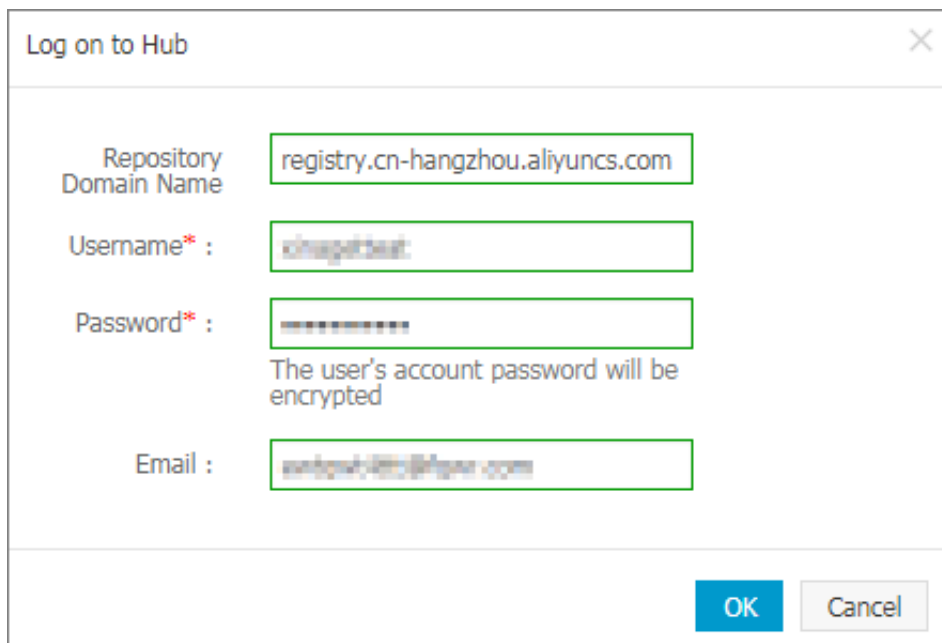 Log on to Hub
Repository
Domain Name
registry.cn-hangzhou.aliyuncs.com
Username* :
Password* :
The user's account password will be
encrypted
Email :
OK
Cancel